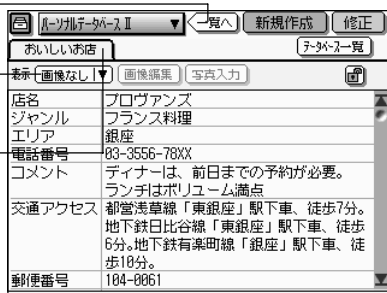 パーソナルデータベースⅡ ▼ 一覧へ 新規作成 修正
おいしいお店 データベース一覧
表示 画像なし ▼ 画像編集 写真入力
店名 プロヴァンズ
ジャンル フランス料理
エリア 銀座
電話番号 03-3556-78XX
コメント ディナーは、前日までの予約が必要。
ランチはボリューム満点
交通アクセス 都営浅草線「東銀座」駅下車、徒歩7分。
地下鉄日比谷線「東銀座」駅下車、徒歩
6分。地下鉄有楽町線「銀座」駅下車、徒
歩10分。
郵便番号 104-0061